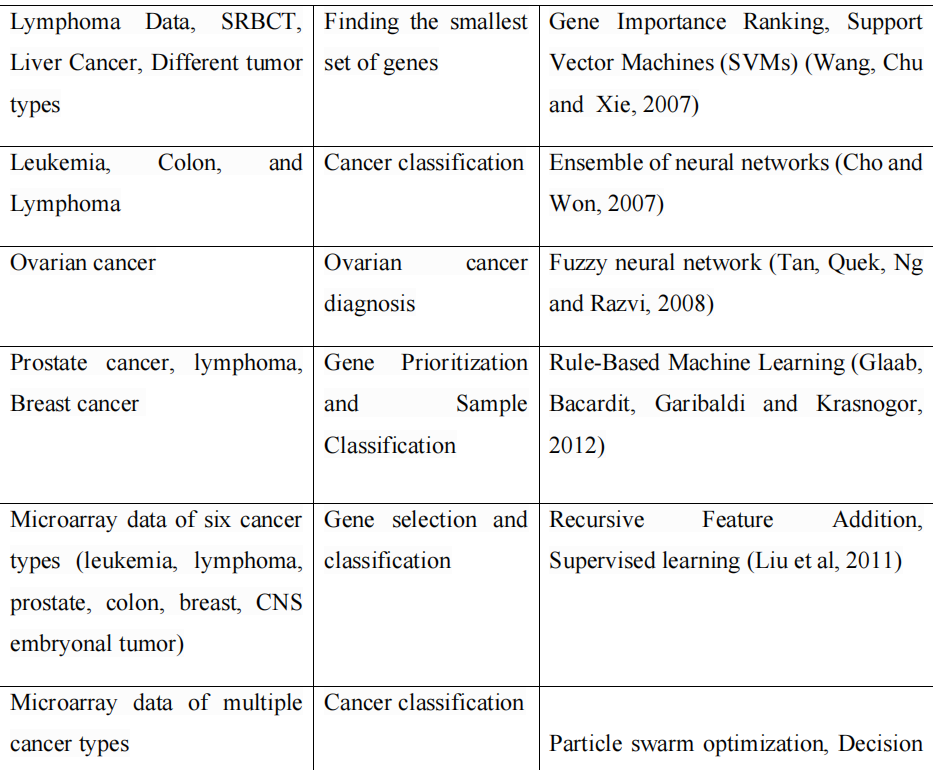 Lymphoma Data, SRBCT,
Liver Cancer, Different tumor
types
Finding the smallest
set of genes
Gene Importance Ranking, Support
Vector Machines (SVMs) (Wang, Chu
and Xie, 2007)
Leukemia, Colon, and
Lymphoma
Cancer classification
Ensemble of neural networks (Cho and
Won, 2007)
Ovarian cancer
Ovarian cancer
diagnosis
Fuzzy neural network (Tan, Quek, Ng
and Razvi, 2008)
Prostate cancer, lymphoma,
Breast cancer
Gene Prioritization
and Sample
Classification
Rule-Based Machine Learning (Glaab,
Bacardit, Garibaldi and Krasnogor,
2012)
Microarray data of six cancer
types (leukemia, lymphoma,
prostate, colon, breast, CNS
embryonal tumor)
Gene selection and
classification
Recursive Feature Addition,
Supervised learning (Liu et al, 2011)
Microarray data of multiple
cancer types
Cancer classification
Particle swarm optimization, Decision